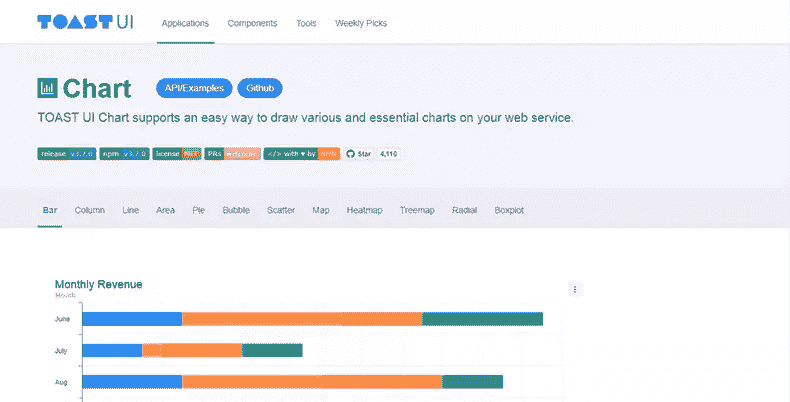 TOAST UI Applications Components Tools Weekly Picks
Chart API/Examples Github
TOAST UI Chart supports an easy way to draw various and essential charts on your web service.
release v3.7.0 npm v3.7.0 license PRs welcome </> with ♥ by Star 4,110
Bar Column Line Area Pie Bubble Scatter Map Heatmap Treemap Radial Boxplot
Monthly Revenue
Month
June
July
Aug